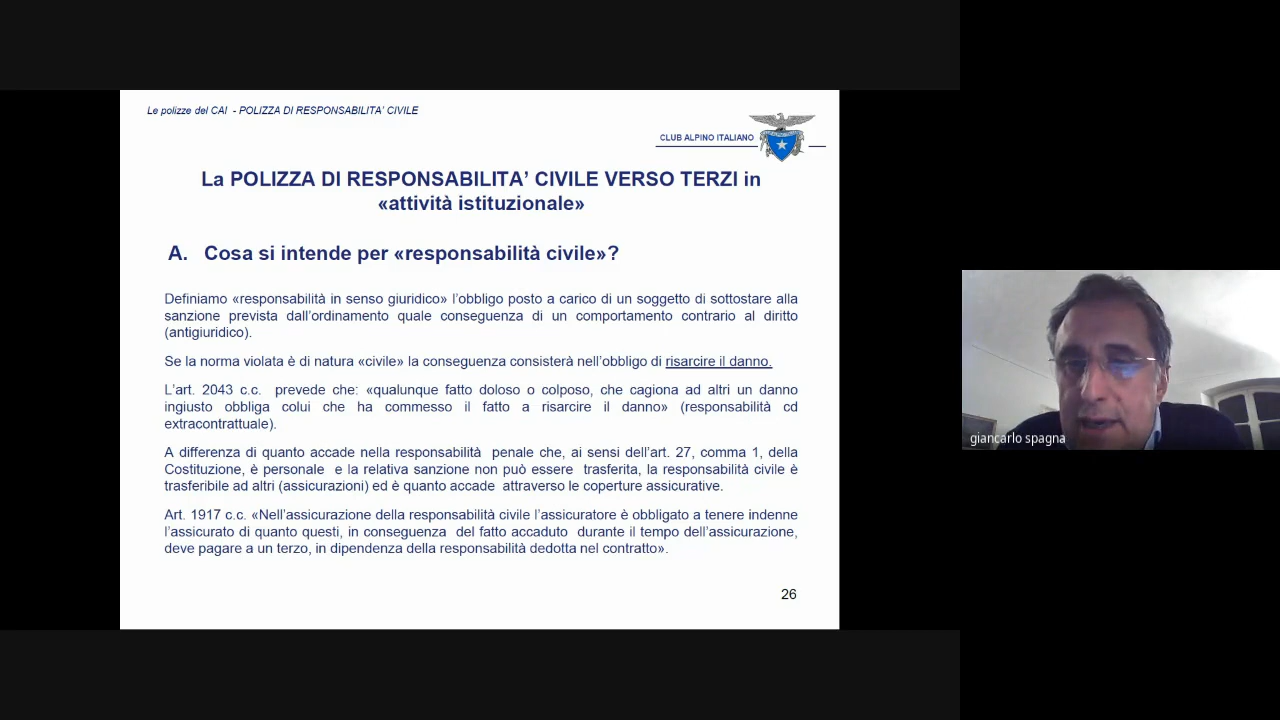 Le polizze del CAI - POLIZZA DI RESPONSABILITA' CIVILE
CLUB ALPINO ITALIANO
La POLIZZA DI RESPONSABILITA' CIVILE VERSO TERZI in
«attività istituzionale»
A. Cosa si intende per «responsabilità civile»?
Definiamo «responsabilità in senso giuridico» l'obbligo posto a carico di un soggetto di sottostare alla
sanzione prevista dall'ordinamento quale conseguenza di un comportamento contrario al diritto
(antigiuridico).
Se la norma violata è di natura «civile» la conseguenza consisterà nell'obbligo di risarcire il danno.
L'art. 2043 c.c. prevede che: «qualunque fatto doloso o colposo, che cagiona ad altri un danno
ingiusto obbliga colui che ha commesso il fatto a risarcire il danno» (responsabilità cd
extracontrattuale).
A differenza di quanto accade nella responsabilità penale che, ai sensi dell'art. 27, comma 1, della
Costituzione, è personale e la relativa sanzione non può essere trasferita, la responsabilità civile è
trasferibile ad altri (assicurazioni) ed è quanto accade attraverso le coperture assicurative.
Art. 1917 c.c. «Nell'assicurazione della responsabilità civile l'assicuratore è obbligato a tenere indenne
l'assicurato di quanto questi, in conseguenza del fatto accaduto durante il tempo dell'assicurazione,
deve pagare a un terzo, in dipendenza della responsabilità dedotta nel contratto».
26
giancarlo spagna